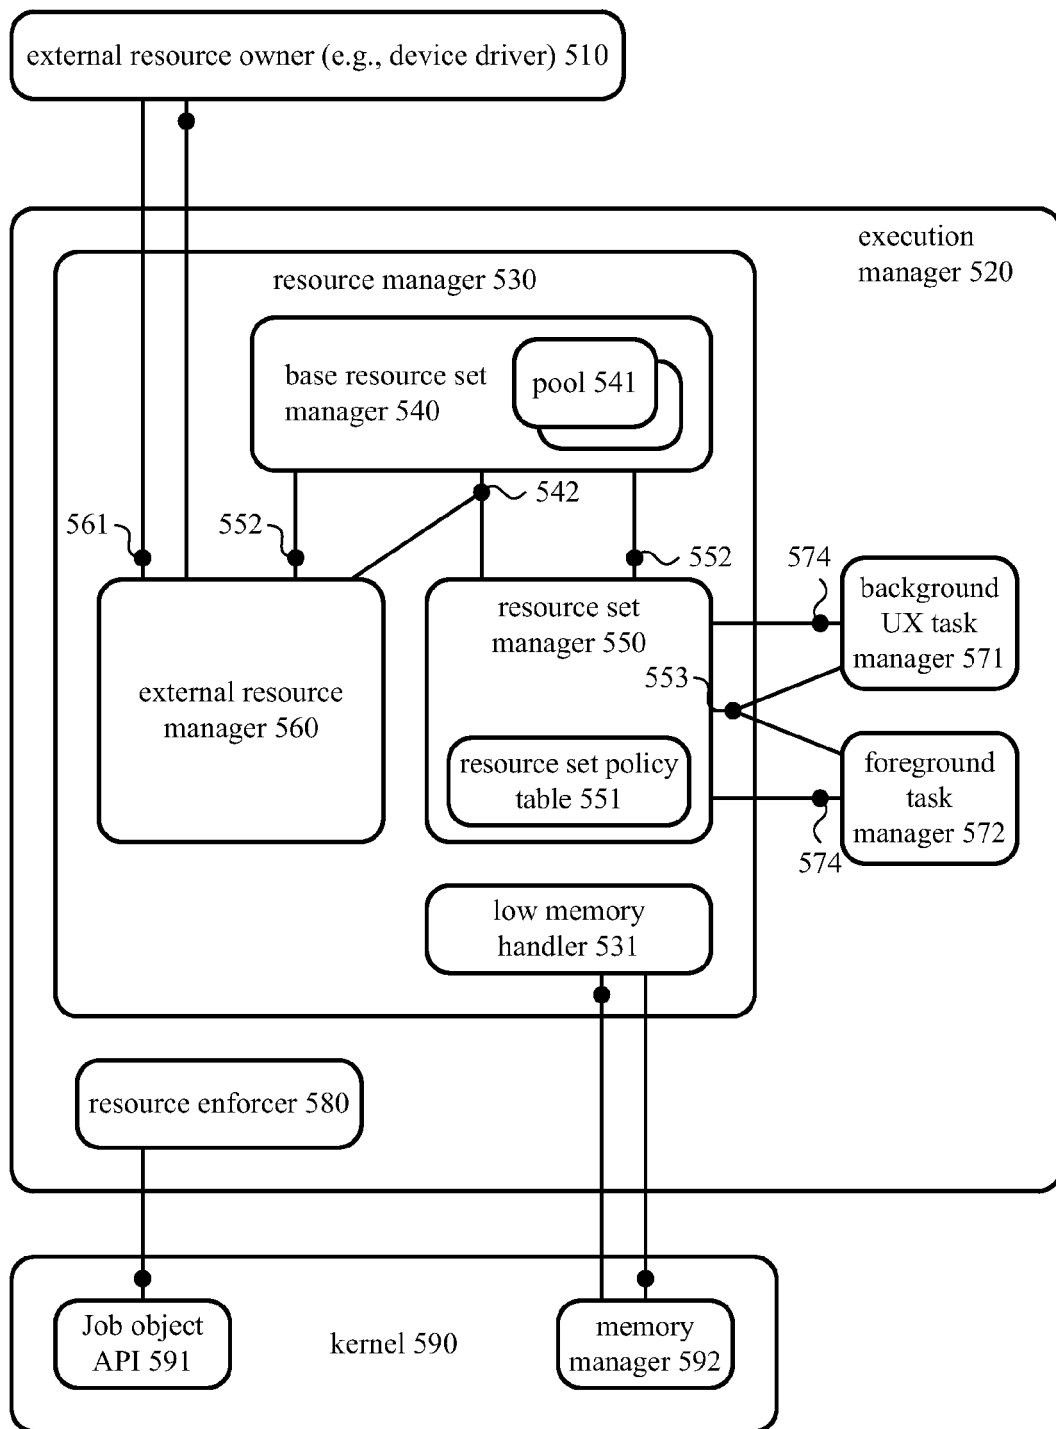 external resource owner (e.g., device driver) 510
execution
manager 520
resource manager 530
base resource set
manager 540
pool 541
542
561
552
552
574
background
UX task
manager 571
resource set
manager 550
553
external resource
manager 560
resource set policy
table 551
foreground
task
manager 572
574
low memory
handler 531
resource enforcer 580
Job object
API 591
kernel 590
memory
manager 592